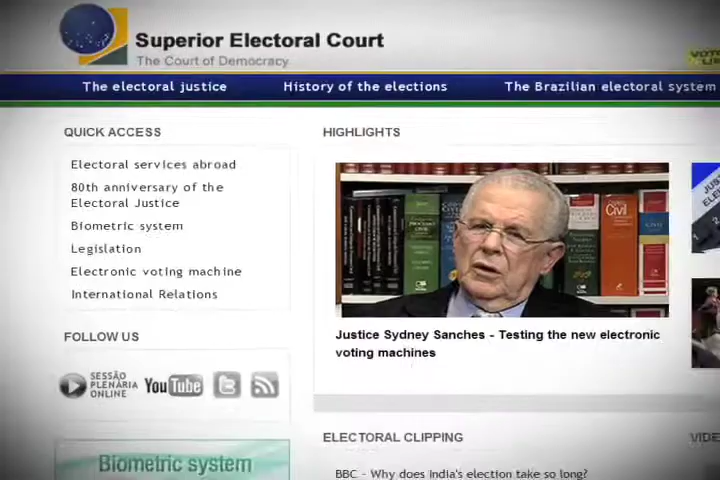 Superior Electoral Court
The Court of Democracy
The electoral justice
History of the elections
The Brazilian electoral system
QUICK ACCESS
Electoral services abroad
80th anniversary of the
Electoral Justice
Biometric system
Legislation
Electronic voting machine
International Relations
FOLLOW US
SESSÃO
PLENÁRIA
ONLINE
YouTube
Biometric system
HIGHLIGHTS
Civil
Justice Sydney Sanches - Testing the new electronic
voting machines
ELECTORAL CLIPPING
BBC - Why does India's election take so long?